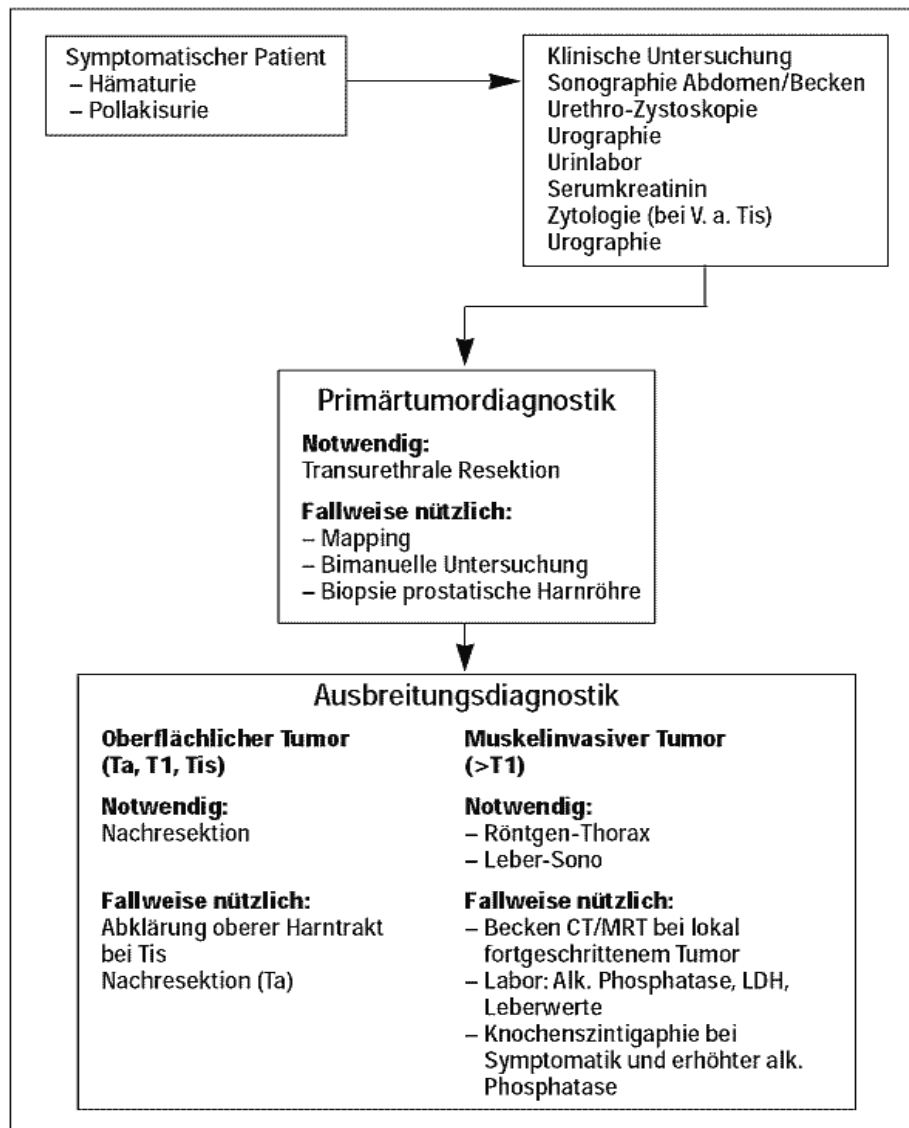 Symptomatischer Patient
– Hämaturie
– Pollakisurie
Klinische Untersuchung
Sonographie Abdomen/Becken
Urethro-Zystoskopie
Urographie
Urinlabor
Serumkreatinin
Zytologie (bei V. a. Tis)
Urographie
Primärtumordiagnostik
Notwendig:
Transurethrale Resektion
Fallweise nützlich:
– Mapping
– Bimanuelle Untersuchung
– Biopsie prostatische Harnröhre
Ausbreitungsdiagnostik
Oberflächlicher Tumor
(Ta, T1, Tis)
Notwendig:
Nachresektion
Fallweise nützlich:
Abklärung oberer Harntrakt
bei Tis
Nachresektion (Ta)
Muskelinvasiver Tumor
(>T1)
Notwendig:
– Röntgen-Thorax
– Leber-Sono
Fallweise nützlich:
– Becken CT/MRT bei lokal
fortgeschrittenem Tumor
– Labor: Alk. Phosphatase, LDH,
Leberwerte
– Knochenszintigaphie bei
Symptomatik und erhöhter alk.
Phosphatase